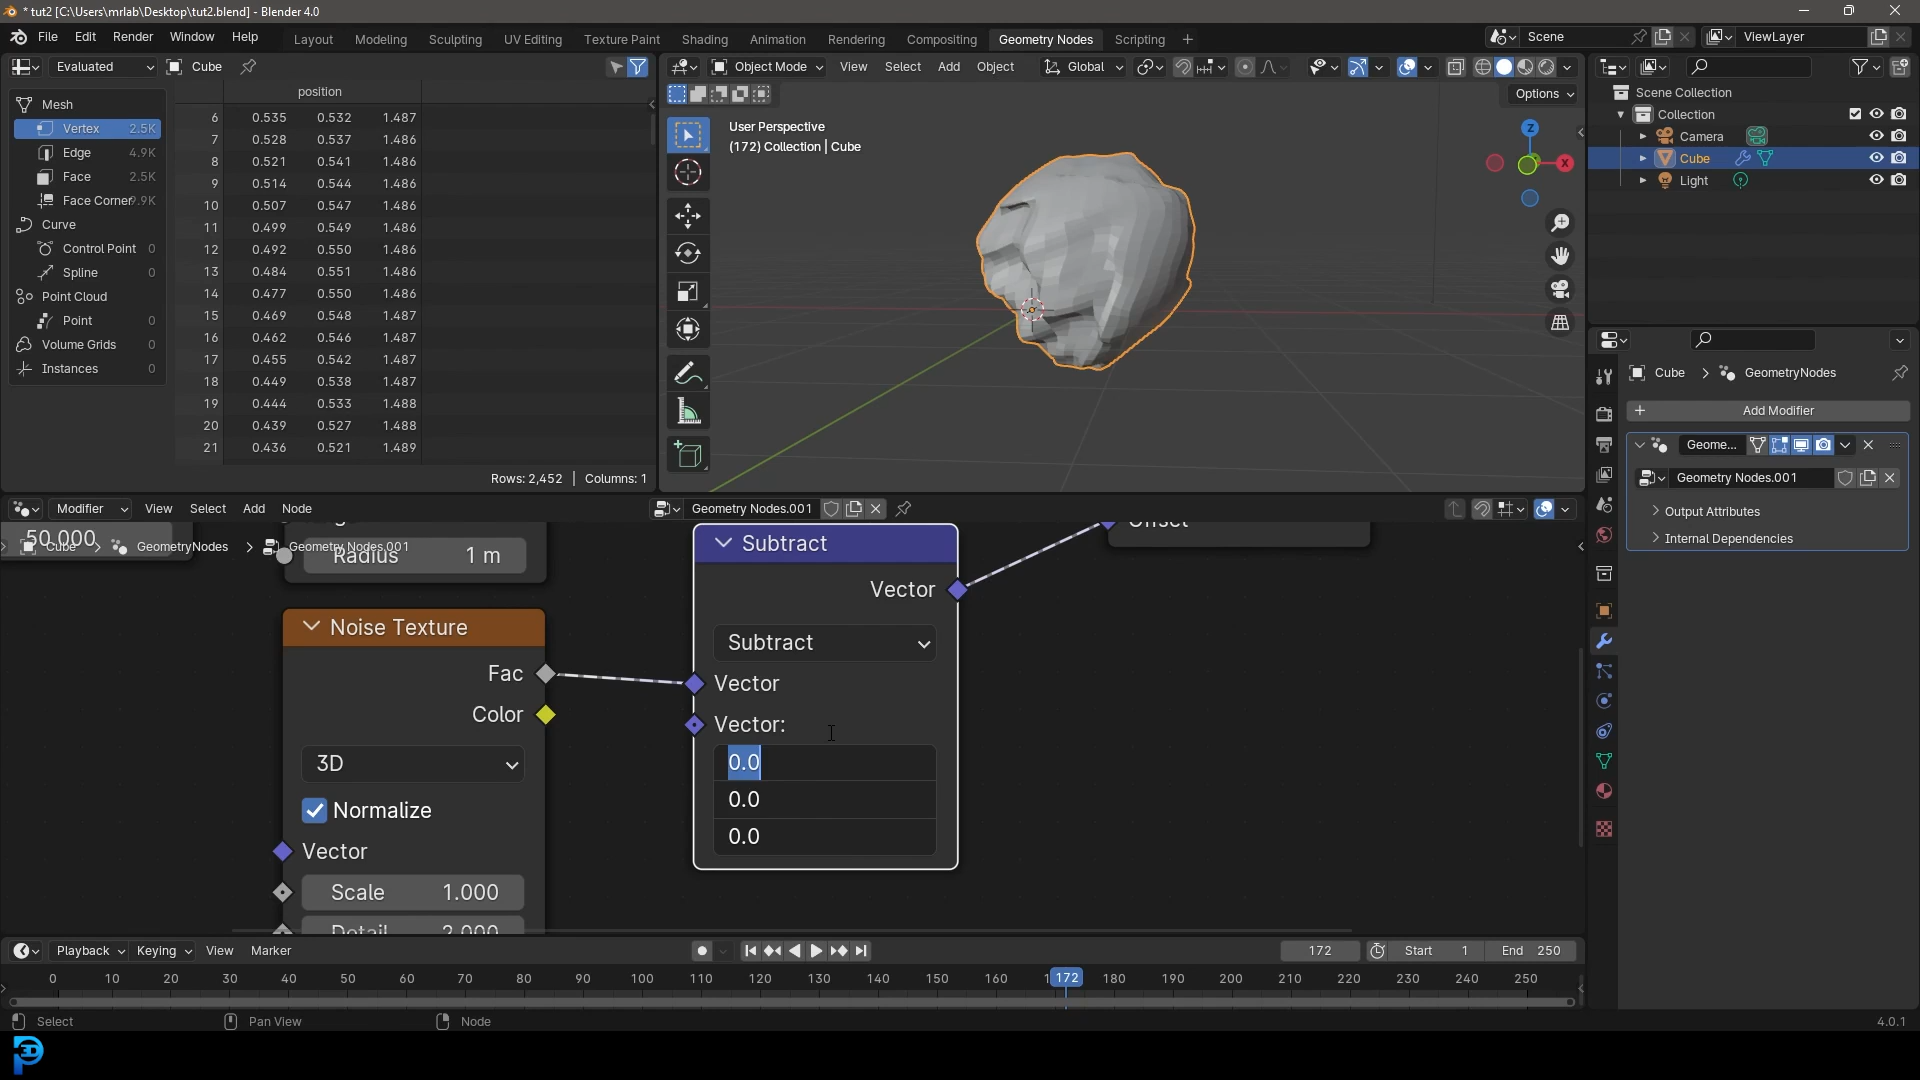 * tut2 [C:\Users\mrlab\Desktop\tut2.blend] - Blender 4.0
File Edit Render Window Help Layout Modeling Sculpting UV Editing Texture Paint Shading Animation Rendering Compositing Geometry Nodes Scripting + Scene ViewLayer
Evaluated Cube Object Mode View Select Add Object Global
Options
position
Mesh
Vertex 2.5K
Edge 4.9K
Face 2.5K
Face Corner 9.9K
Curve
Control Point 0
Spline 0
Point Cloud
Point 0
Volume Grids 0
Instances 0
6 0.535 0.532 1.487
7 0.528 0.537 1.486
8 0.521 0.541 1.486
9 0.514 0.544 1.486
10 0.507 0.547 1.486
11 0.499 0.549 1.486
12 0.492 0.550 1.486
13 0.484 0.551 1.486
14 0.477 0.550 1.486
15 0.469 0.548 1.487
16 0.462 0.546 1.487
17 0.455 0.542 1.487
18 0.449 0.538 1.487
19 0.444 0.533 1.488
20 0.439 0.527 1.488
21 0.436 0.521 1.489
Rows: 2,452 | Columns: 1
User Perspective
(172) Collection | Cube
Z
X
Scene Collection
Collection
Camera
Cube
Light
Cube GeometryNodes
+ Add Modifier
Geome...
Geometry Nodes.001
Output Attributes
Internal Dependencies
Modifier View Select Add Node Geometry Nodes.001
50.000
Cube GeometryNodes Geometry Nodes.001
Radius 1 m
Noise Texture
Fac
Color
3D
Normalize
Vector
Scale 1.000
Detail 2.000
Subtract
Vector
Subtract
Vector
Vector:
0.0
0.0
0.0
Offset
Playback Keying View Marker 172 Start 1 End 250
0 10 20 30 40 50 60 70 80 90 100 110 120 130 140 150 160 172 180 190 200 210 220 230 240 250
Select Pan View Node 4.0.1